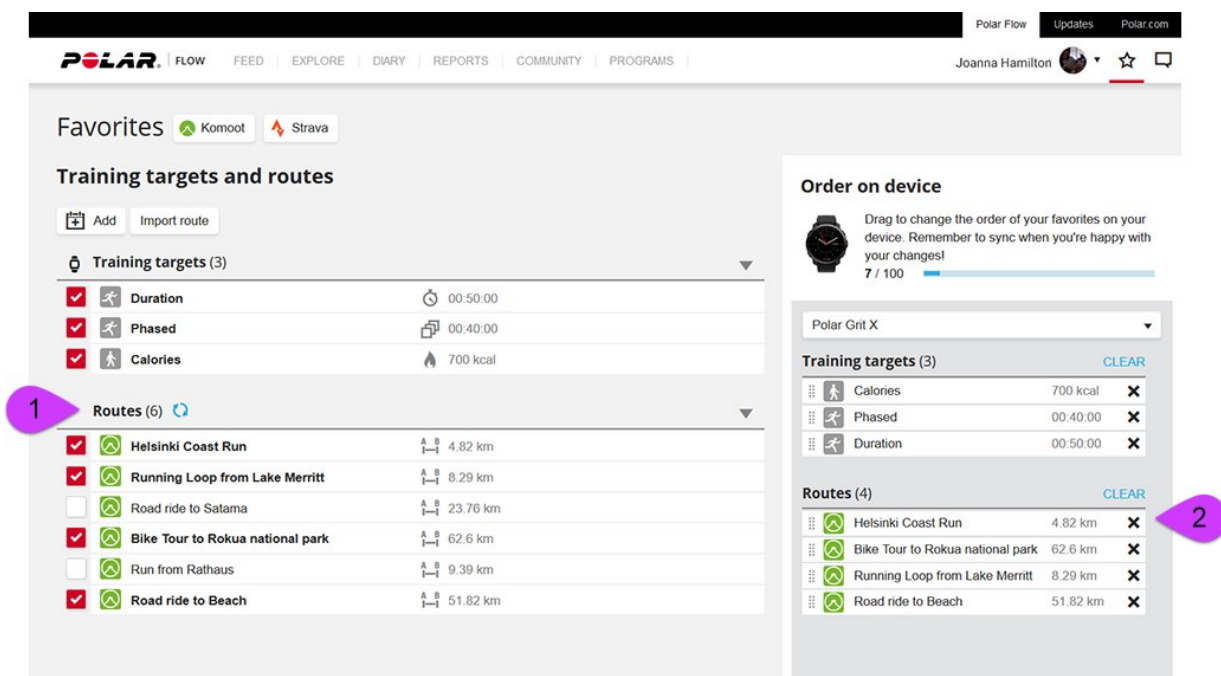 Polar Flow Updates Polar.com
POLAR. FLOW FEED EXPLORE DIARY REPORTS COMMUNITY PROGRAMS Joanna Hamilton
Favorites Komoot Strava
Training targets and routes
Add Import route
Training targets (3)
Duration 00:50:00
Phased 00:40:00
Calories 700 kcal
1
Routes (6)
Helsinki Coast Run A B 4.82 km
Running Loop from Lake Merritt A B 8.29 km
Road ride to Satama A B 23.76 km
Bike Tour to Rokua national park A B 62.6 km
Run from Rathaus A B 9.39 km
Road ride to Beach A B 51.82 km
Order on device
Drag to change the order of your favorites on your
device. Remember to sync when you're happy with
your changes!
7 / 100
Polar Grit X
Training targets (3) CLEAR
Calories 700 kcal
Phased 00:40:00
Duration 00:50:00
Routes (4) CLEAR
Helsinki Coast Run 4.82 km
2
Bike Tour to Rokua national park 62.6 km
Running Loop from Lake Merritt 8.29 km
Road ride to Beach 51.82 km